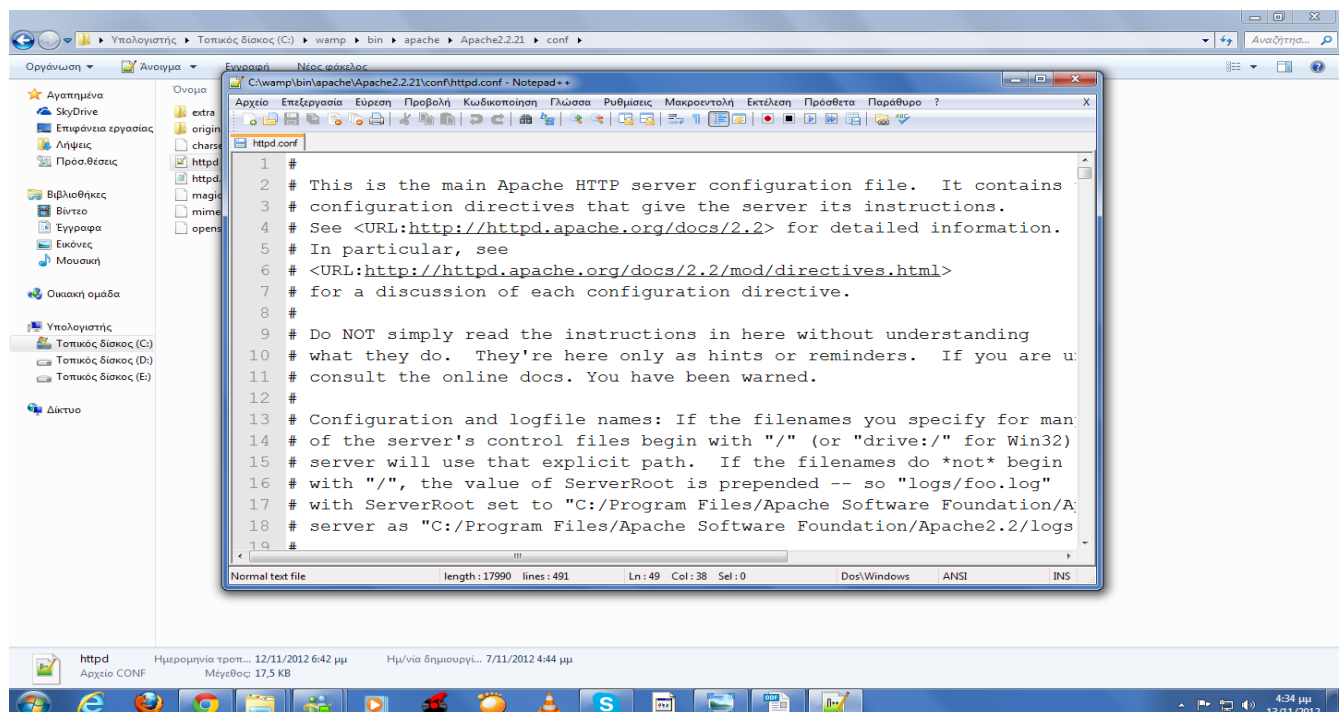 Υπολογιστής ▸ Τοπικός δίσκος (C:) ▸ wamp ▸ bin ▸ apache ▸ Apache2.2.21 ▸ conf ▸
Αναζήτησ...
Οργάνωση Άνοιγμα Εγγραφή Νέος φάκελος
Όνομα
Αγαπημένα
SkyDrive
Επιφάνεια εργασίας
Λήψεις
Πρόσ.θέσεις
Βιβλιοθήκες
Βίντεο
Έγγραφα
Εικόνες
Μουσική
Οικιακή ομάδα
Υπολογιστής
Τοπικός δίσκος (C:)
Τοπικός δίσκος (D:)
Τοπικός δίσκος (E:)
Δίκτυο
extra
origin
charse
httpd
httpd.
magic
mime
opens
C:\wamp\bin\apache\Apache2.2.21\conf\httpd.conf - Notepad++
Αρχείο Επεξεργασία Εύρεση Προβολή Κωδικοποίηση Γλώσσα Ρυθμίσεις Μακροεντολή Εκτέλεση Πρόσθετα Παράθυρο ? X
httpd.conf
1 #
2 # This is the main Apache HTTP server configuration file. It contains
3 # configuration directives that give the server its instructions.
4 # See <URL:http://httpd.apache.org/docs/2.2> for detailed information.
5 # In particular, see
6 # <URL:http://httpd.apache.org/docs/2.2/mod/directives.html>
7 # for a discussion of each configuration directive.
8 #
9 # Do NOT simply read the instructions in here without understanding
10 # what they do. They're here only as hints or reminders. If you are u
11 # consult the online docs. You have been warned.
12 #
13 # Configuration and logfile names: If the filenames you specify for man
14 # of the server's control files begin with "/" (or "drive:/" for Win32)
15 # server will use that explicit path. If the filenames do *not* begin
16 # with "/", the value of ServerRoot is prepended -- so "logs/foo.log"
17 # with ServerRoot set to "C:/Program Files/Apache Software Foundation/A
18 # server as "C:/Program Files/Apache Software Foundation/Apache2.2/logs
19 #
Normal text file length : 17990 lines : 491 Ln : 49 Col : 38 Sel : 0 Dos\Windows ANSI INS
httpd Ημερομηνία τροπ... 12/11/2012 6:42 μμ Ημ/νία δημιουργί... 7/11/2012 4:44 μμ
Αρχείο CONF Μέγεθος: 17,5 KB
4:34 μμ
13/11/2012